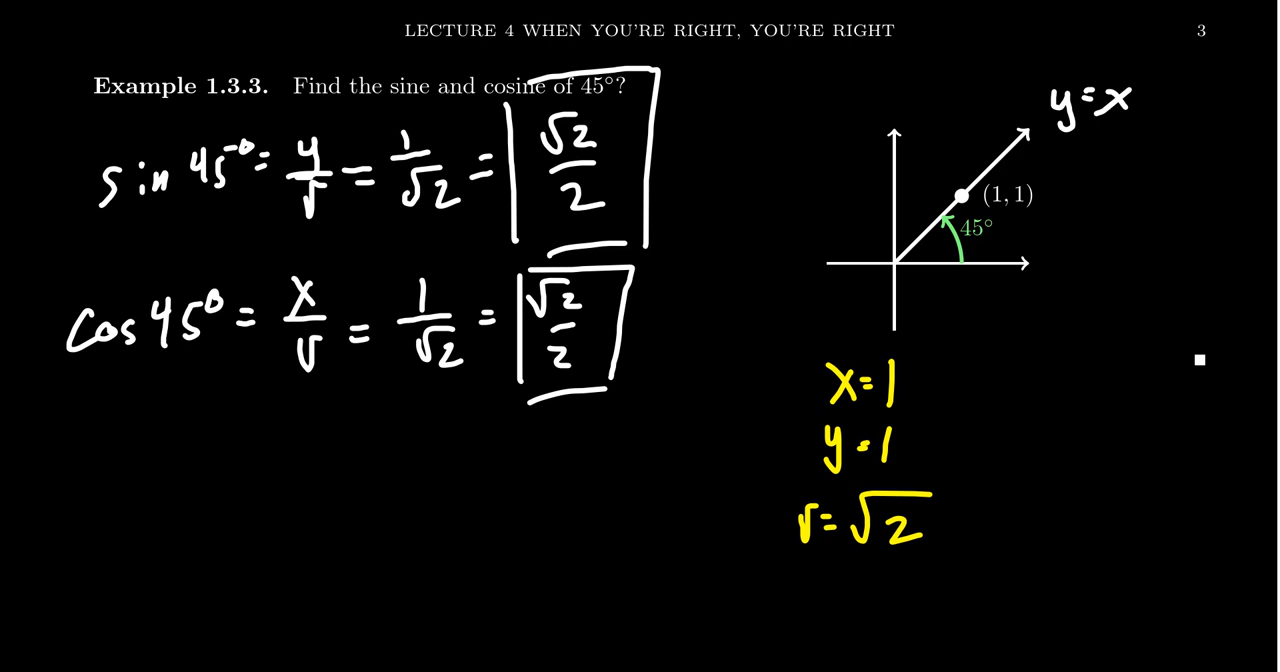 LECTURE 4 WHEN YOU'RE RIGHT, YOU'RE RIGHT 3
Example 1.3.3. Find the sine and cosine of 45°?
y=x
sin 45° = y/r = 1/√2 = √2/2
(1, 1)
45°
cos 45° = x/r = 1/√2 = √2/2
x=1
y=1
r=√2